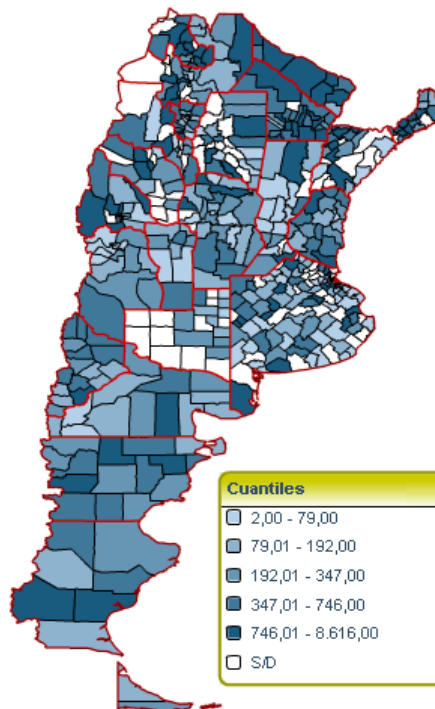 Cuantiles
2,00 - 79,00
79,01 - 192,00
192,01 - 347,00
347,01 - 746,00
746,01 - 8.616,00
S/D